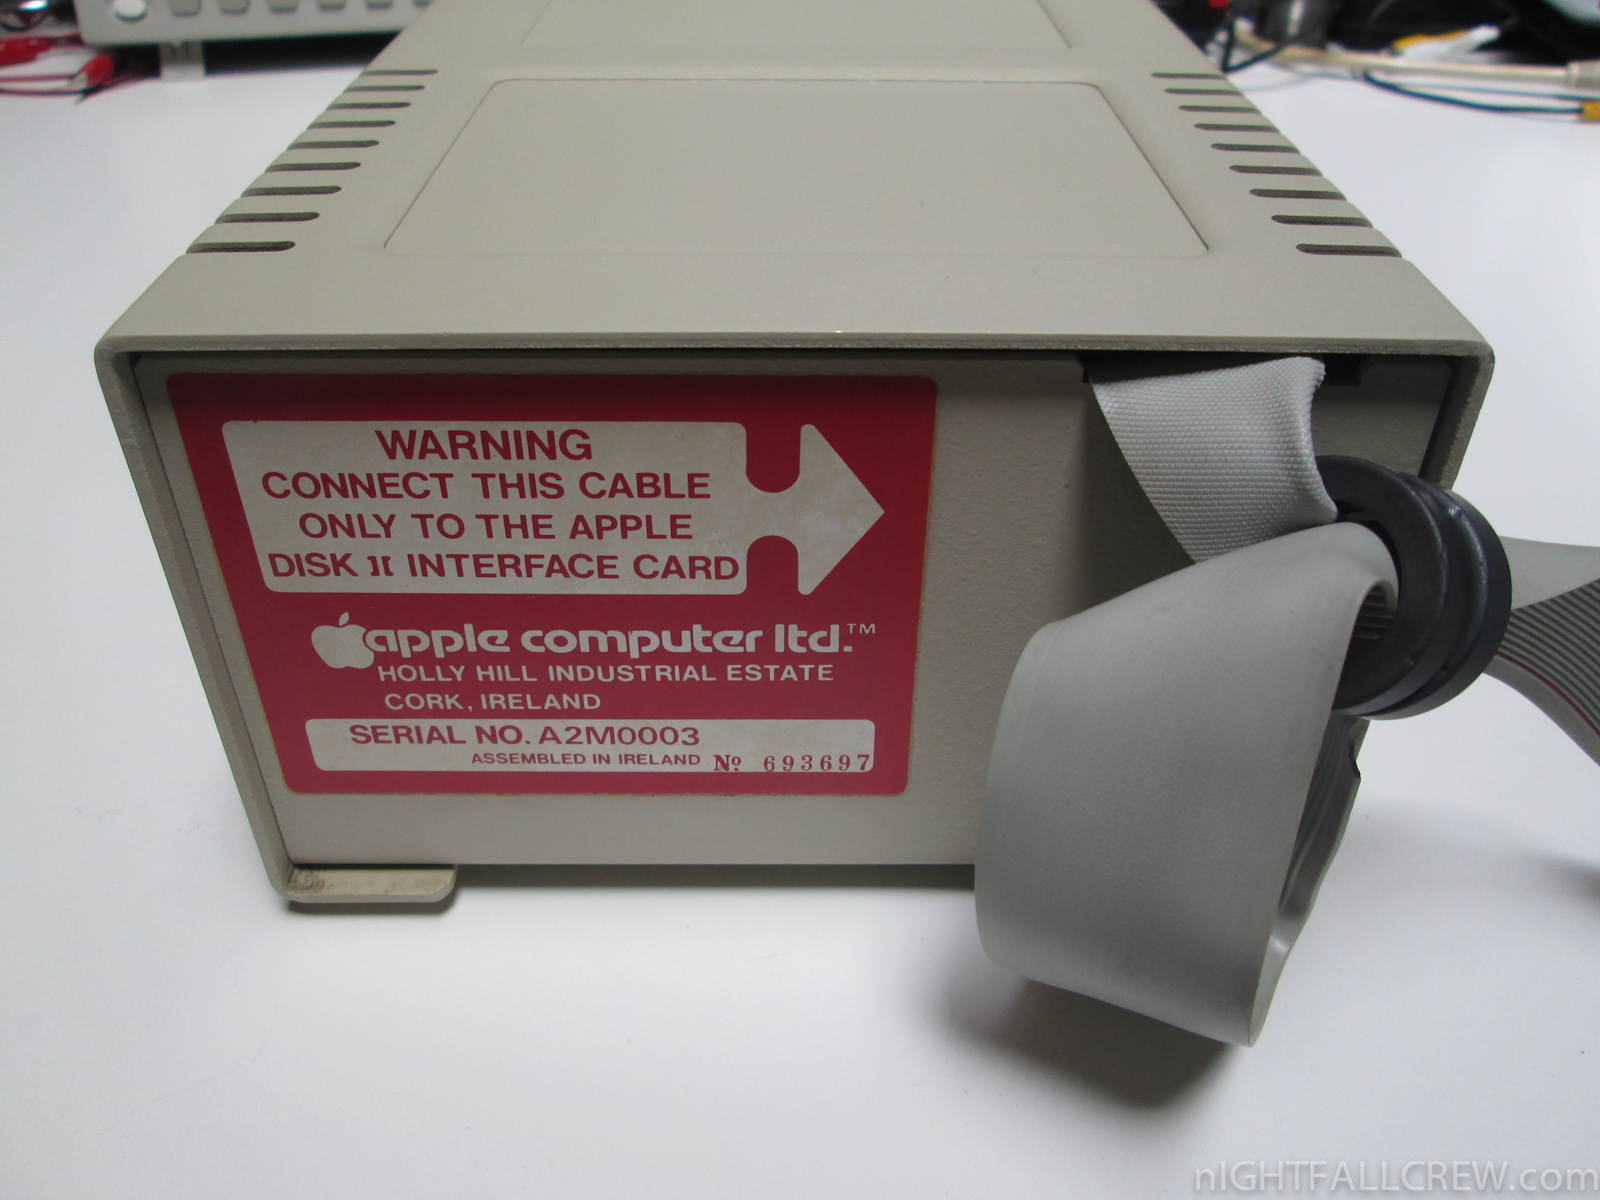 WARNING
CONNECT THIS CABLE
ONLY TO THE APPLE
DISK ][ INTERFACE CARD
apple computer ltd.™
HOLLY HILL INDUSTRIAL ESTATE
CORK, IRELAND
SERIAL NO. A2M0003
ASSEMBLED IN IRELAND Nº 693697
nIGHTFALLCREW.com